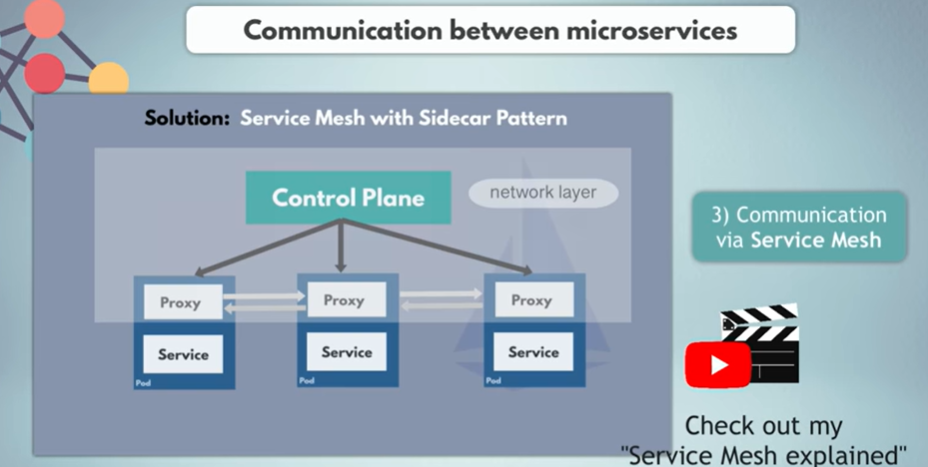 Communication between microservices
Solution: Service Mesh with Sidecar Pattern
Control Plane
network layer
3) Communication
via Service Mesh
Proxy
Proxy
Proxy
Service
Service
Service
Pod
Pod
Pod
Check out my
"Service Mesh explained"